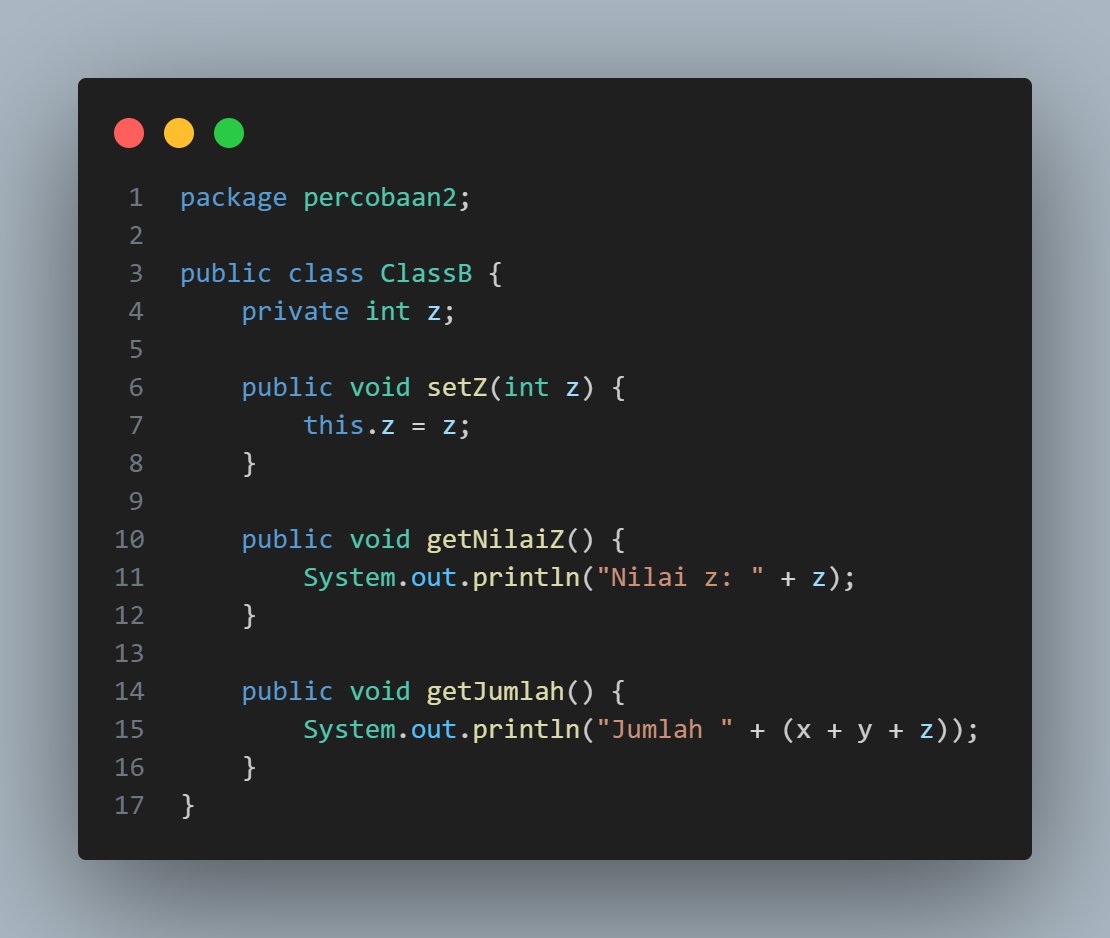 1 package percobaan2;
2
3 public class ClassB {
4     private int z;
5
6     public void setZ(int z) {
7         this.z = z;
8     }
9
10     public void getNilaiZ() {
11         System.out.println("Nilai z: " + z);
12     }
13
14     public void getJumlah() {
15         System.out.println("Jumlah " + (x + y + z));
16     }
17 }